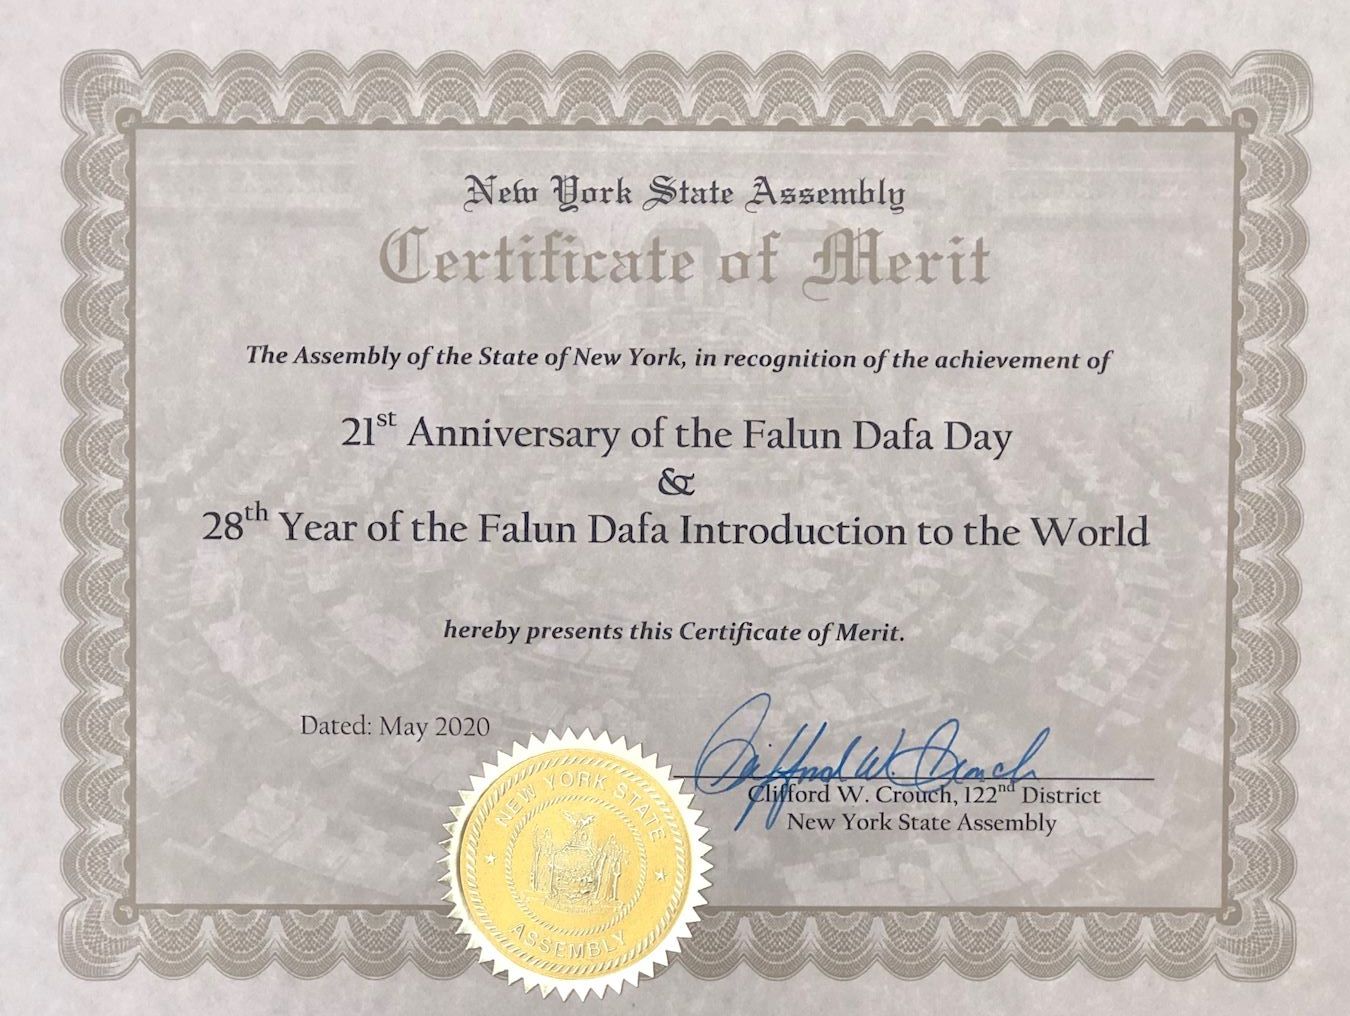 New York State Assembly
Certificate of Merit
The Assembly of the State of New York, in recognition of the achievement of
21st Anniversary of the Falun Dafa Day
&
28th Year of the Falun Dafa Introduction to the World
hereby presents this Certificate of Merit.
Dated: May 2020
Clifford W. Crouch
Clifford W. Crouch, 122nd District
New York State Assembly
NEW YORK STATE
ASSEMBLY